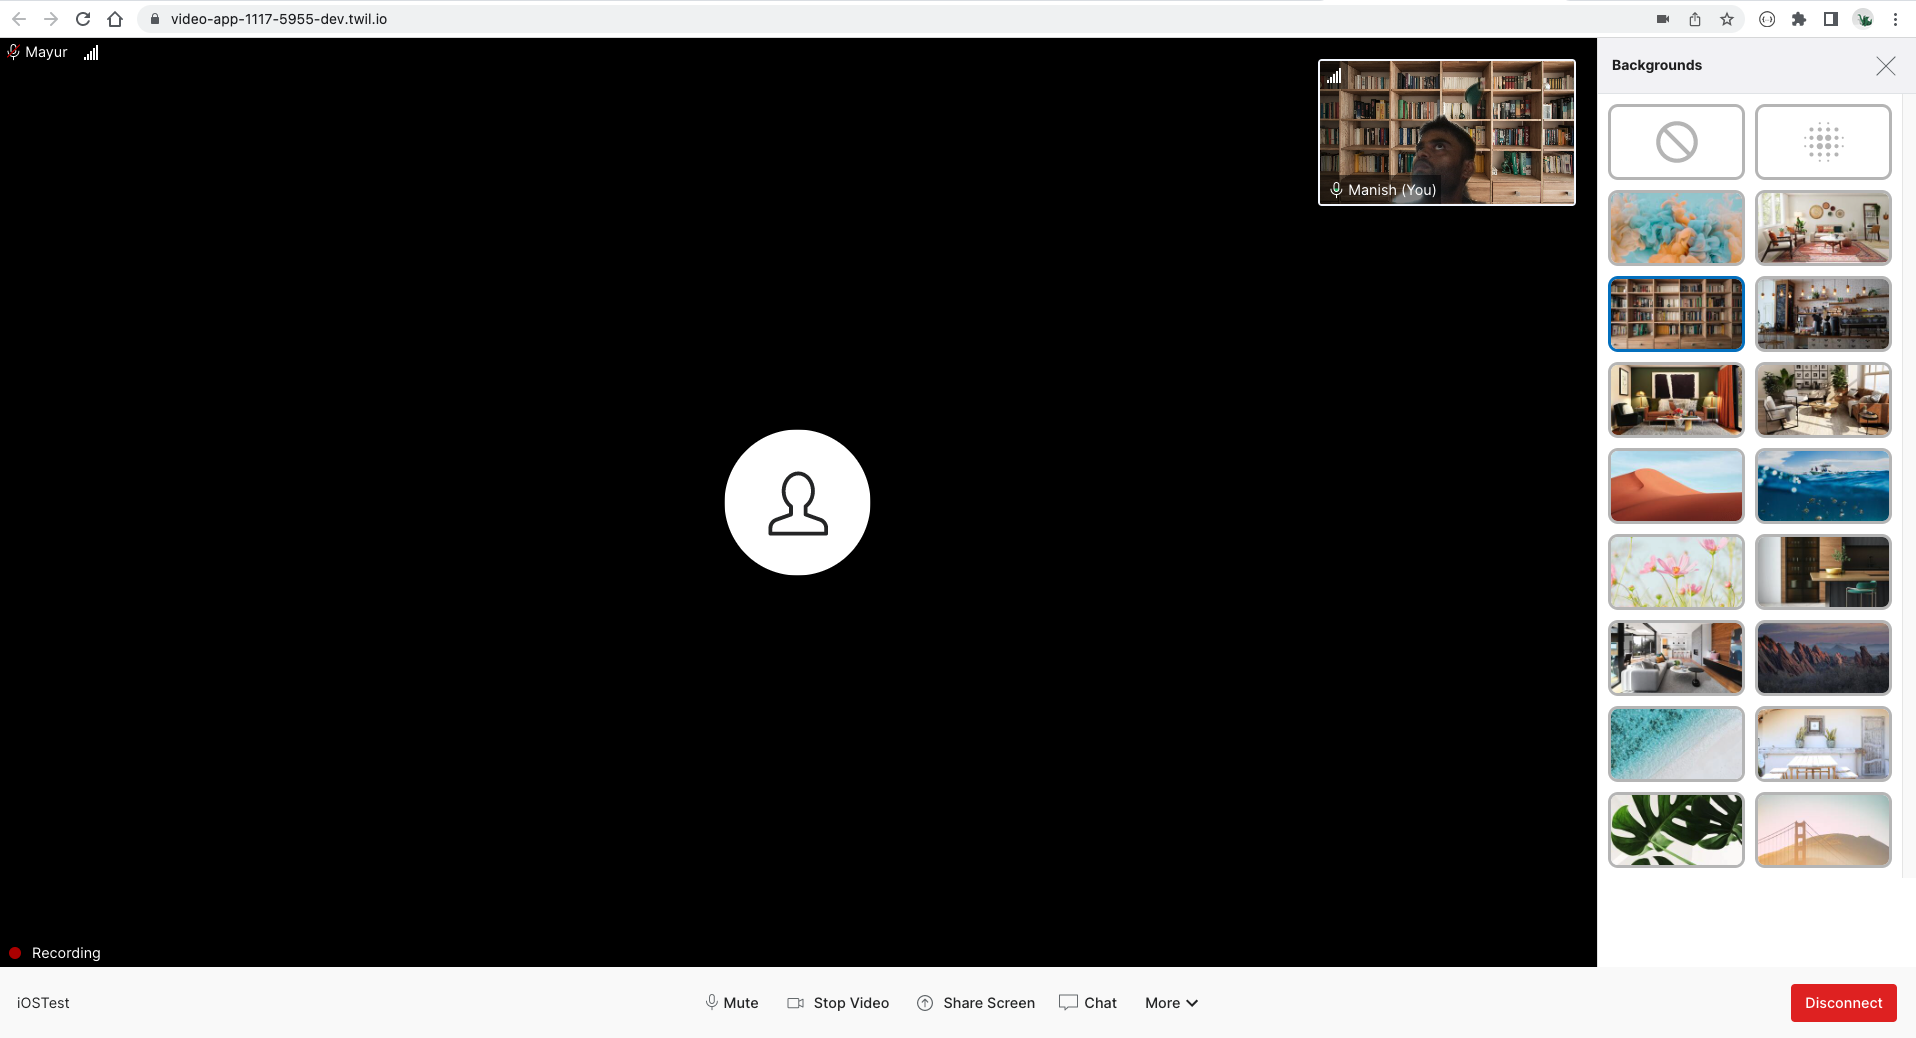 video-app-1117-5955-dev.twil.io
Mayur
Manish (You)
Backgrounds
Recording
iOSTest
Mute
Stop Video
Share Screen
Chat
More
Disconnect